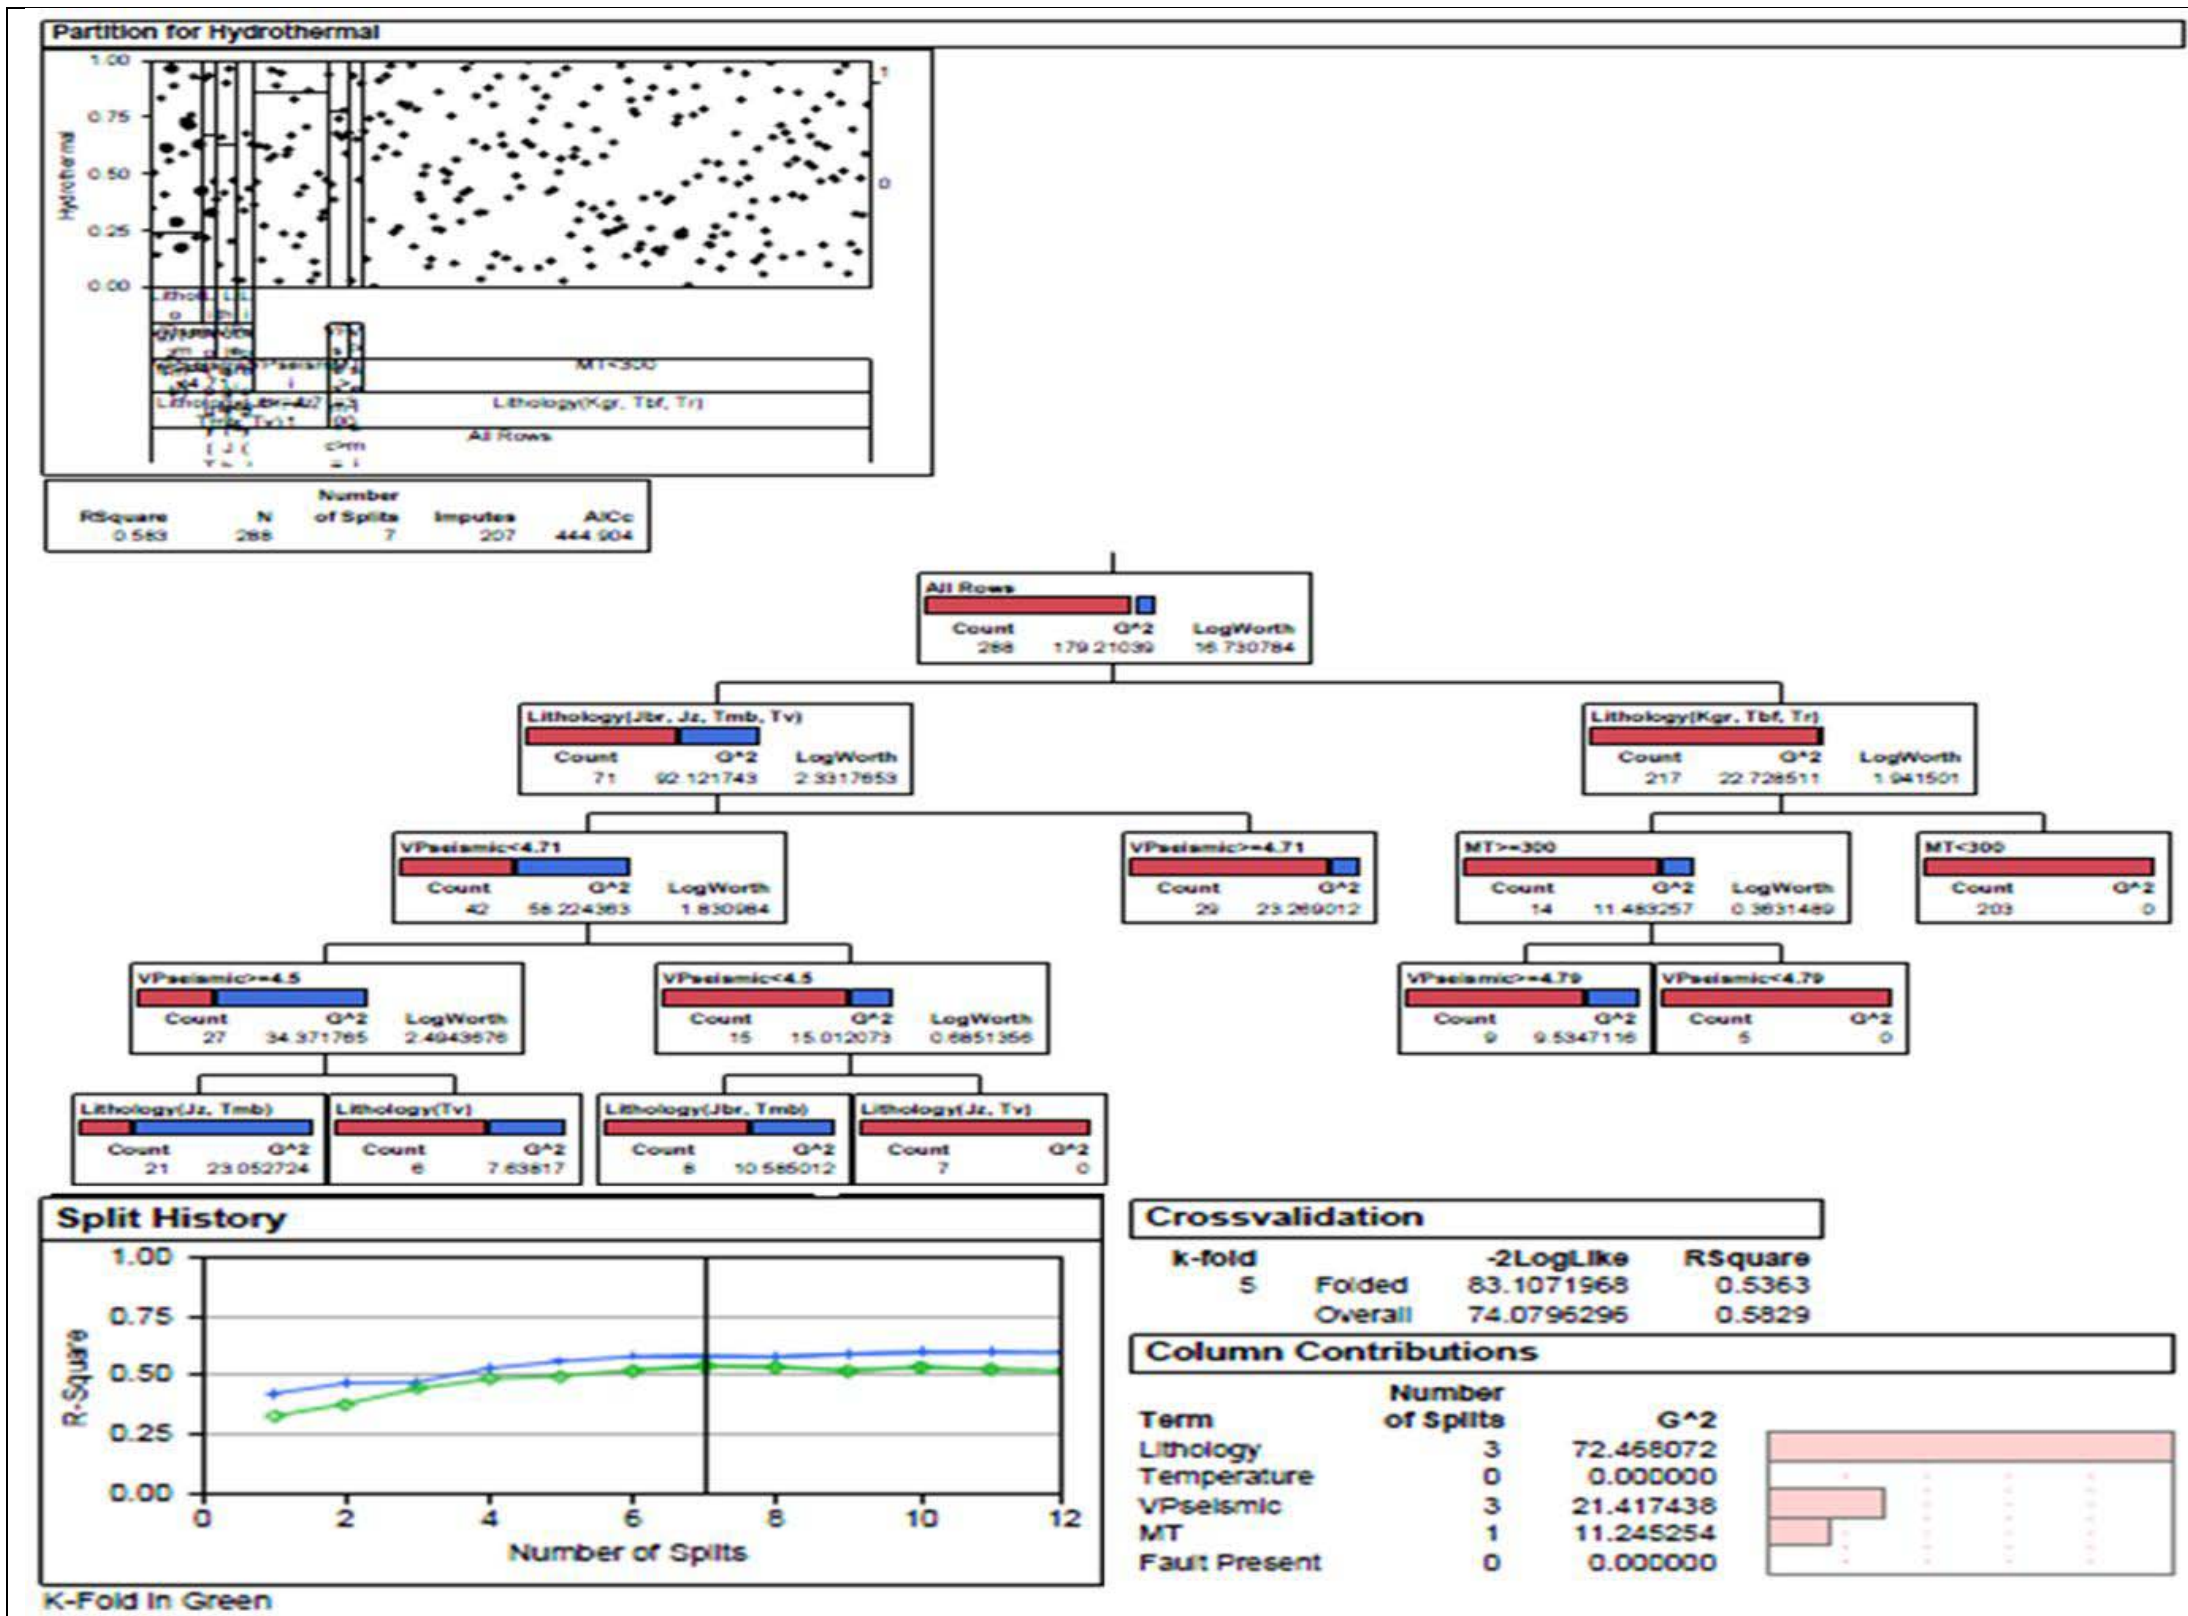 Partition for Hydrothermal
1.00
0.75
0.50
0.25
0.00
Hydrothermal
1
0
MT<300
Lithology(Kgr, Tbf, Tr)
All Rows
RSquare N Number of Splits Imputes AICc
0.583 288 7 207 444.904
All Rows
Count G^2 LogWorth
288 179.21039 16.730784
Lithology(Jbr, Jz, Tmb, Tv)
Count G^2 LogWorth
71 92.121743 2.3317653
Lithology(Kgr, Tbf, Tr)
Count G^2 LogWorth
217 22.728511 1.941501
VPseismic<4.71
Count G^2 LogWorth
42 58.224363 1.830984
VPseismic>=4.71
Count G^2
29 23.269012
MT>=300
Count G^2 LogWorth
14 11.483257 0.3631489
MT<300
Count G^2
203 0
VPseismic>=4.5
Count G^2 LogWorth
27 34.371765 2.4943676
VPseismic<4.5
Count G^2 LogWorth
15 15.012073 0.6851356
VPseismic>=4.79
Count G^2
9 9.5347116
VPseismic<4.79
Count G^2
5 0
Lithology(Jz, Tmb)
Count G^2
21 23.052724
Lithology(Tv)
Count G^2
6 7.63817
Lithology(Jbr, Tmb)
Count G^2
8 10.585012
Lithology(Jz, Tv)
Count G^2
7 0
Split History
1.00
0.75
0.50
0.25
0.00
R-Square
0 2 4 6 8 10 12
Number of Splits
K-Fold in Green
Crossvalidation
k-fold -2LogLike RSquare
5 Folded 83.1071968 0.5363
Overall 74.0795295 0.5829
Column Contributions
Number
Term of Splits G^2
Lithology 3 72.468072
Temperature 0 0.000000
VPseismic 3 21.417438
MT 1 11.245254
Fault Present 0 0.000000